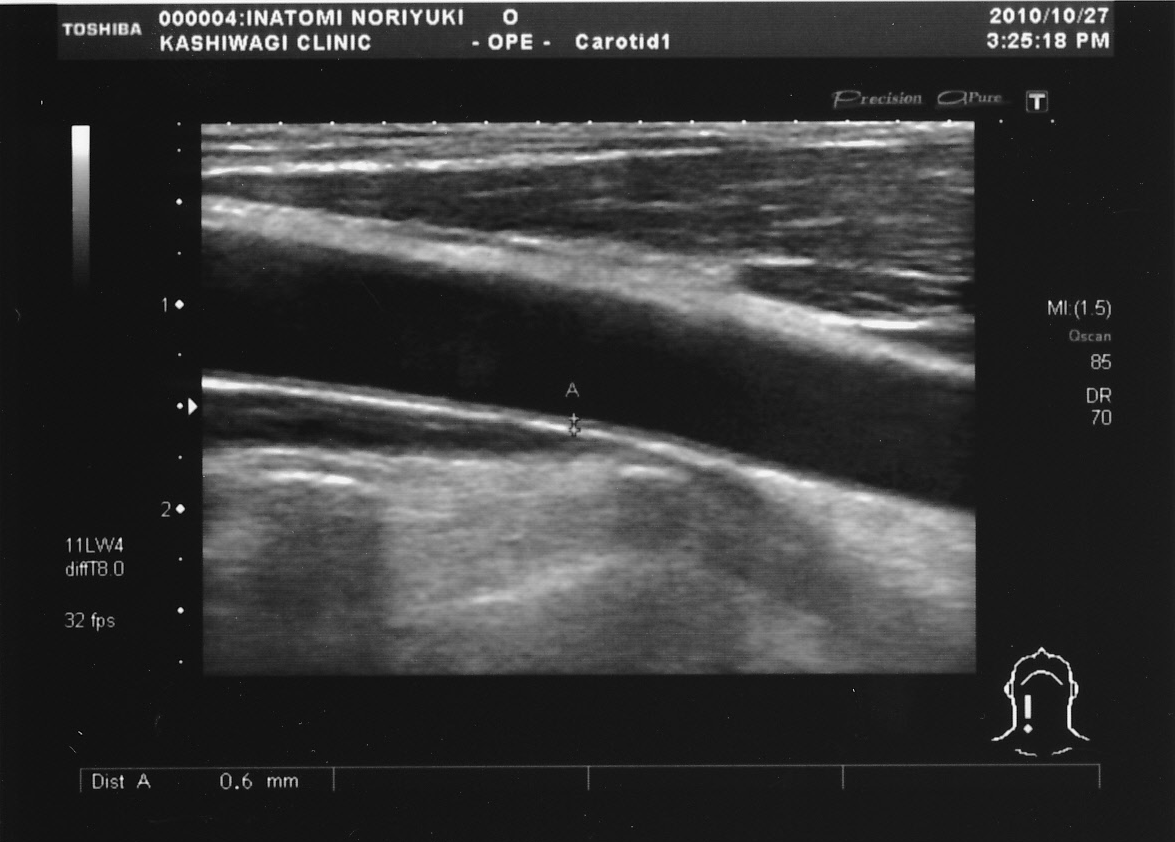 TOSHIBA
000004:INATOMI NORIYUKI O
KASHIWAGI CLINIC - OPE - Carotid1
2010/10/27
3:25:18 PM
Precision APure T
1
A
2
MI:(1.5)
Qscan
85
DR
70
11LW4
diffT8.0
32 fps
Dist A 0.6 mm